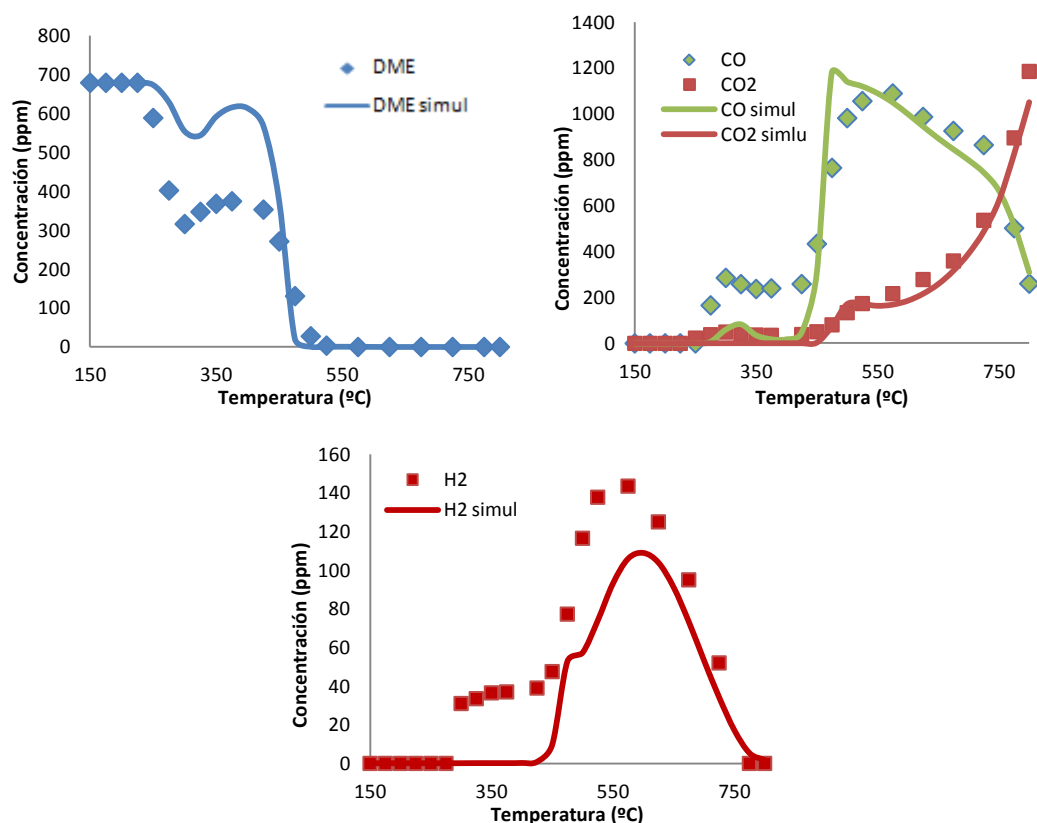 800
700
600
500
400
300
200
100
0
Concentración (ppm)
DME
DME simul
150
350
550
750
Temperatura (ºC)
1400
1200
1000
800
600
400
200
0
Concentración (ppm)
CO
CO2
CO simul
CO2 simlu
150
350
550
750
Temperatura (ºC)
160
140
120
100
80
60
40
20
0
Concentración (ppm)
H2
H2 simul
150
350
550
750
Temperatura (ºC)